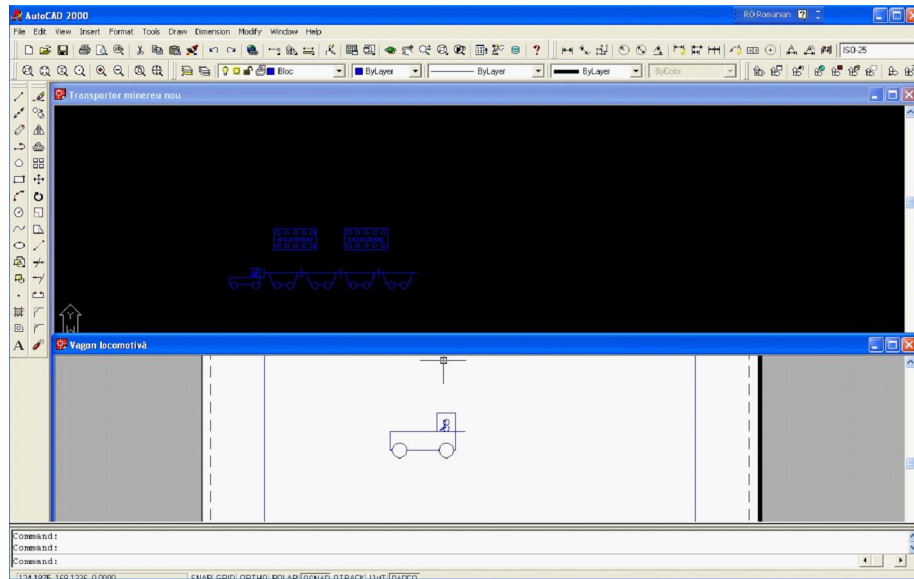 AutoCAD 2000
RO Romanian
File Edit View Insert Format Tools Draw Dimension Modify Window Help
ISO-25
Bloc ByLayer ByLayer ByLayer ByColor
Transportor minereu nou
Y
W
Vagon locomotivă
A
Command:
Command:
Command:
SNAP GRID ORTHO POLAR OSNAP OTRACK LWT PAPER